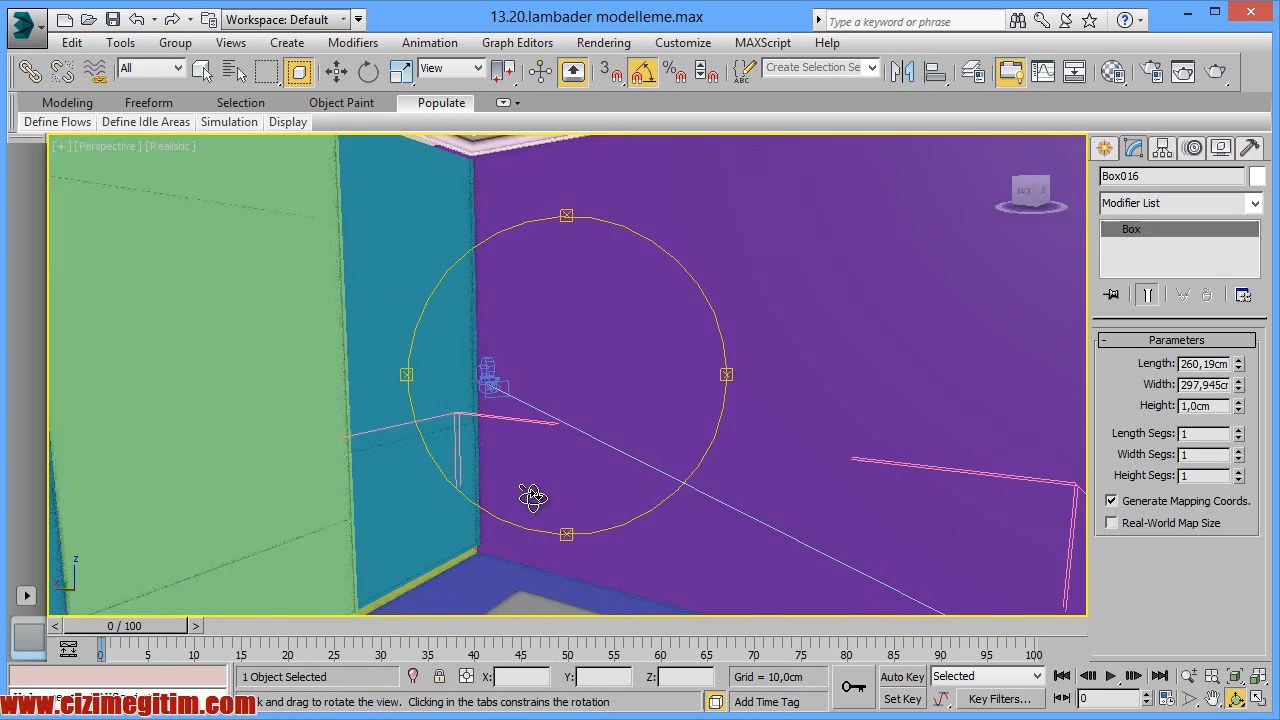 Workspace: Default
13.20.lambader modelleme.max
Type a keyword or phrase
Edit Tools Group Views Create Modifiers Animation Graph Editors Rendering Customize MAXScript Help
All
View
3
ABC
Create Selection Se
Modeling Freeform Selection Object Paint Populate
Define Flows Define Idle Areas Simulation Display
[+] [Perspective] [Realistic]
BACK
Box016
Modifier List
Box
- Parameters
Length: 260,19cm
Width: 297,945cm
Height: 1,0cm
Length Segs: 1
Width Segs: 1
Height Segs: 1
Generate Mapping Coords.
Real-World Map Size
z
x
< 0 / 100 >
0 5 10 15 20 25 30 35 40 45 50 55 60 65 70 75 80 85 90 95 100
1 Object Selected
X: Y: Z:
Grid = 10,0cm
Auto Key Selected
k and drag to rotate the view. Clicking in the tabs constrains the rotation
Add Time Tag
Set Key Key Filters...
0
www.cizimegitim.com